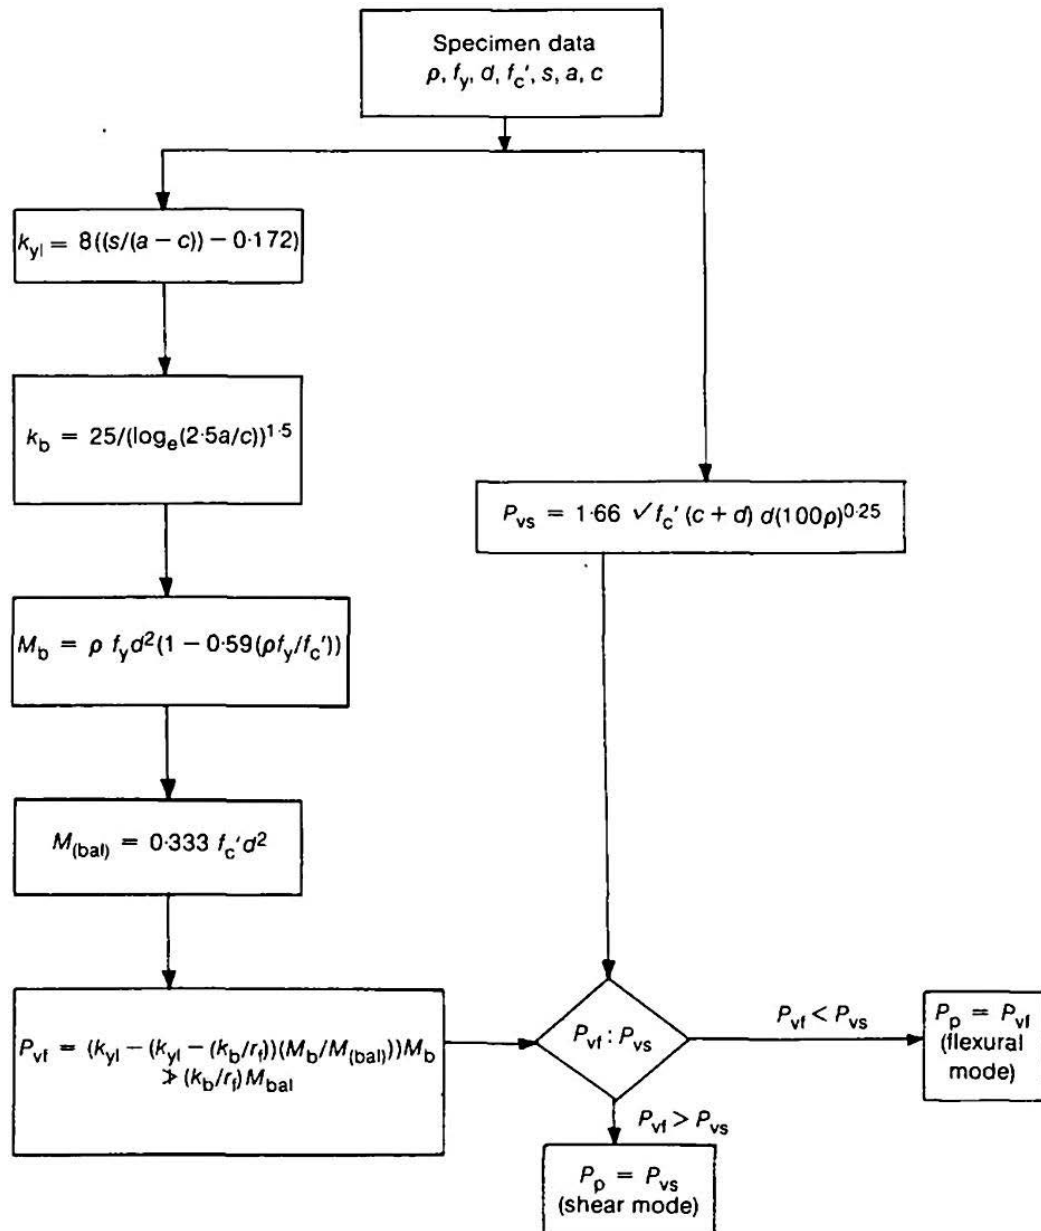 Specimen data
ρ, f_y, d, f_c', s, a, c
k_yl = 8((s/(a − c)) − 0·172)
k_b = 25/(log_e(2·5a/c))^1·5
P_vs = 1·66 √f_c' (c + d) d(100ρ)^0·25
M_b = ρ f_y d²(1 − 0·59(ρf_y/f_c'))
M_(bal) = 0·333 f_c'd²
P_vf = (k_yl − (k_yl − (k_b/r_f))(M_b/M_(bal)))M_b
≯ (k_b/r_f)M_bal
P_vf : P_vs
P_vf < P_vs
P_p = P_vf
(flexural
mode)
P_vf > P_vs
P_p = P_vs
(shear mode)